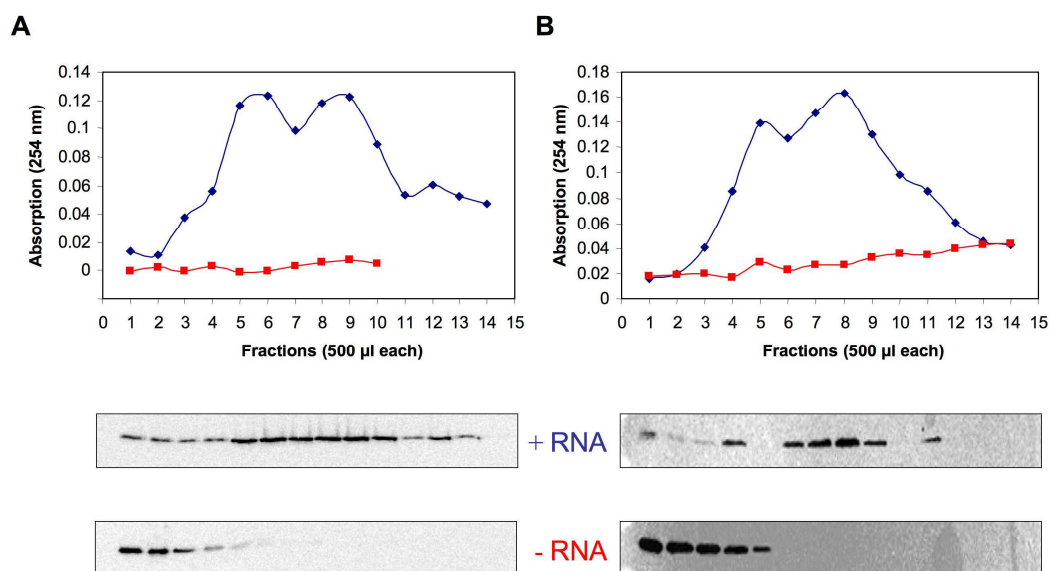 A
Absorption (254 nm)
0.14
0.12
0.1
0.08
0.06
0.04
0.02
0
0 1 2 3 4 5 6 7 8 9 10 11 12 13 14 15
Fractions (500 µl each)
B
Absorption (254 nm)
0.18
0.16
0.14
0.12
0.1
0.08
0.06
0.04
0.02
0
0 1 2 3 4 5 6 7 8 9 10 11 12 13 14 15
Fractions (500 µl each)
+ RNA
- RNA